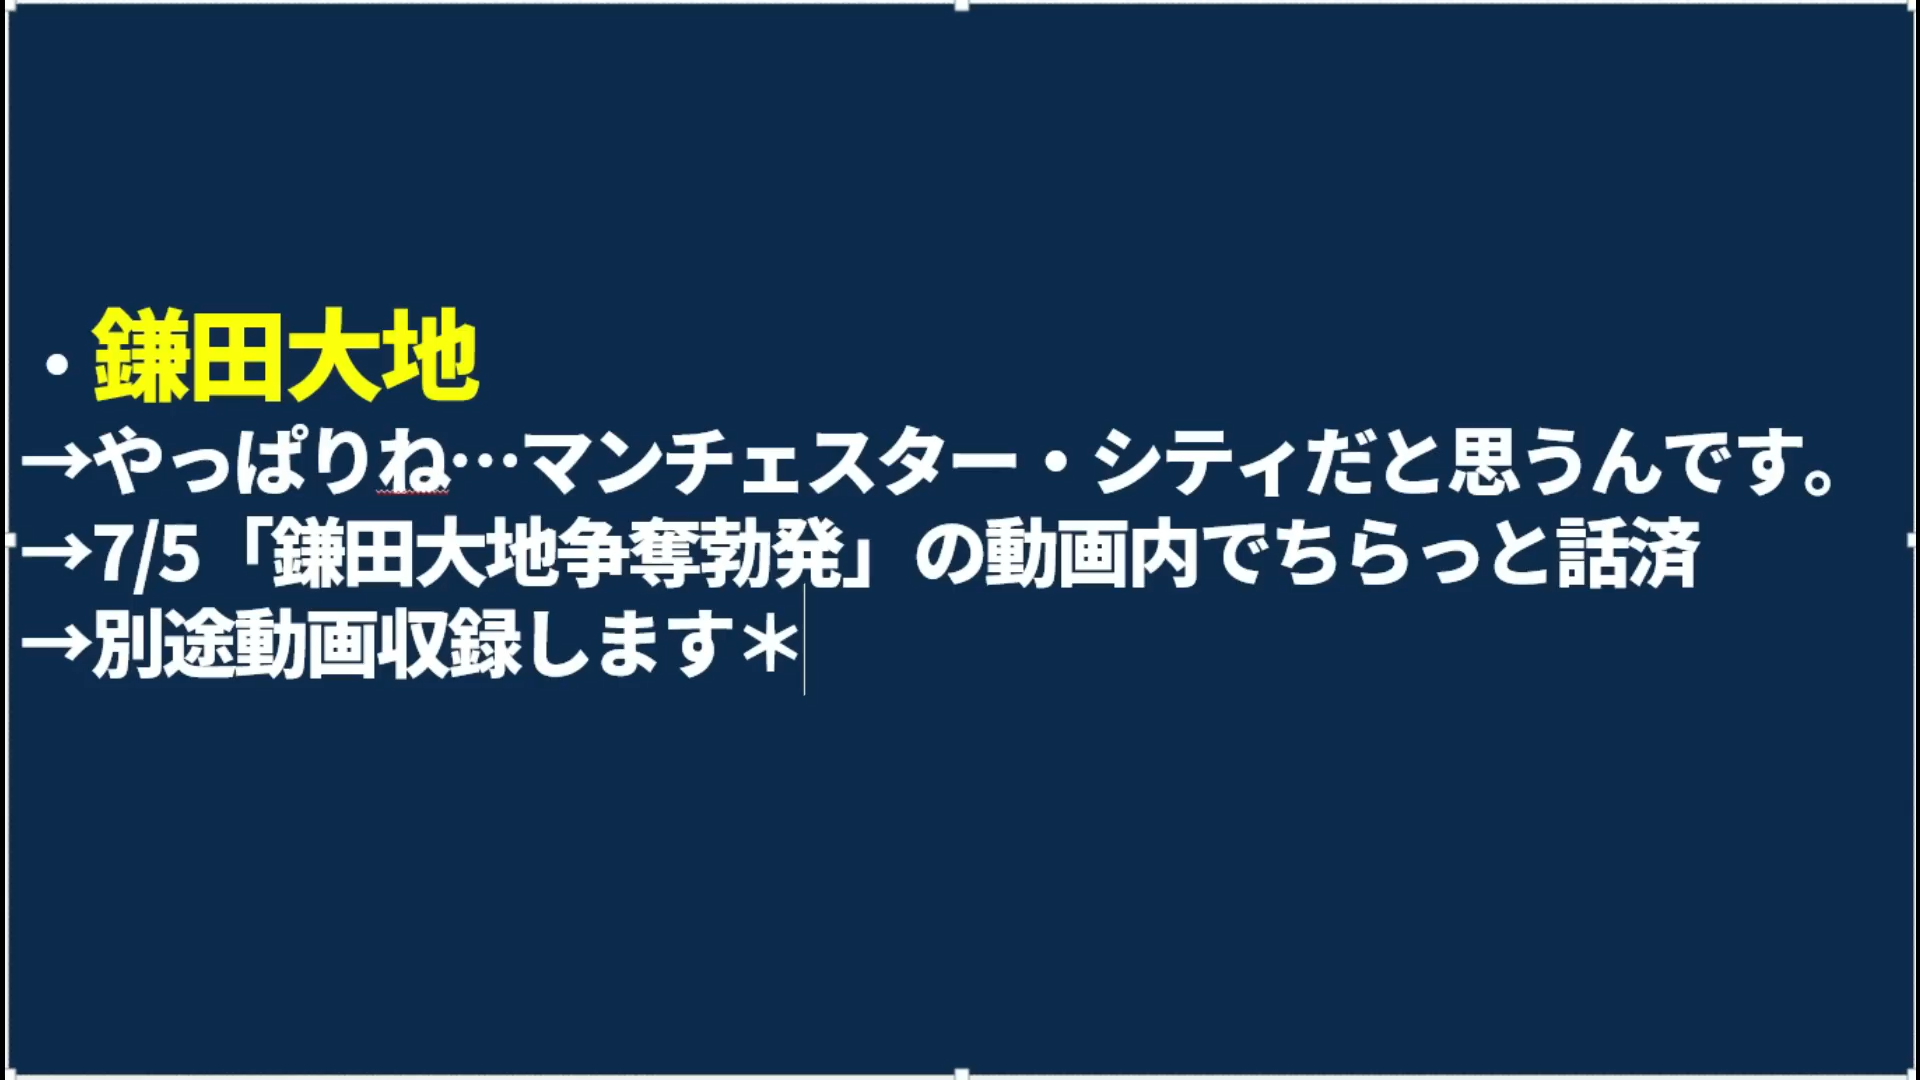 ・鎌田大地
→やっぱりね…マンチェスター・シティだと思うんです。
→7/5「鎌田大地争奪勃発」の動画内でちらっと話済
→別途動画収録します＊